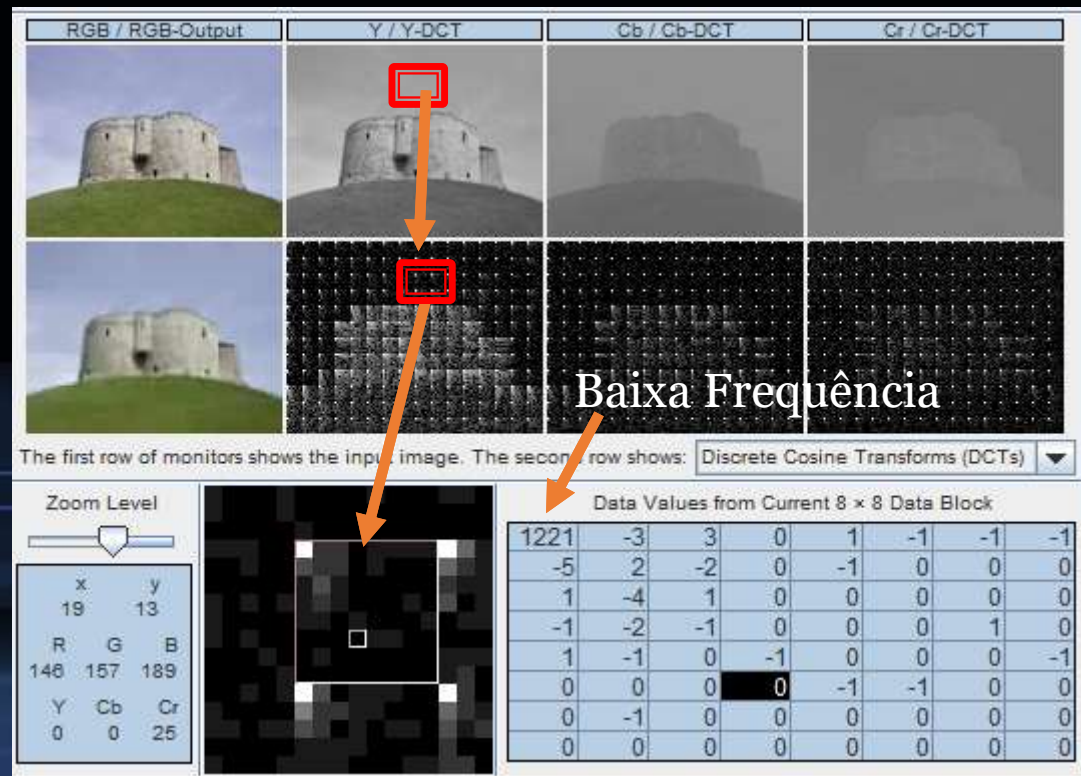 RGB / RGB-Output Y / Y-DCT Cb / Cb-DCT Cr / Cr-DCT
Baixa Frequência
The first row of monitors shows the input image. The second row shows: Discrete Cosine Transforms (DCTs)
Zoom Level
x y
19 13
R G B
146 157 189
Y Cb Cr
0 0 25
Data Values from Current 8 × 8 Data Block
1221 -3 3 0 1 -1 -1 -1
-5 2 -2 0 -1 0 0 0
1 -4 1 0 0 0 0 0
-1 -2 -1 0 0 0 1 0
1 -1 0 -1 0 0 0 -1
0 0 0 0 -1 -1 0 0
0 -1 0 0 0 0 0 0
0 0 0 0 0 0 0 0